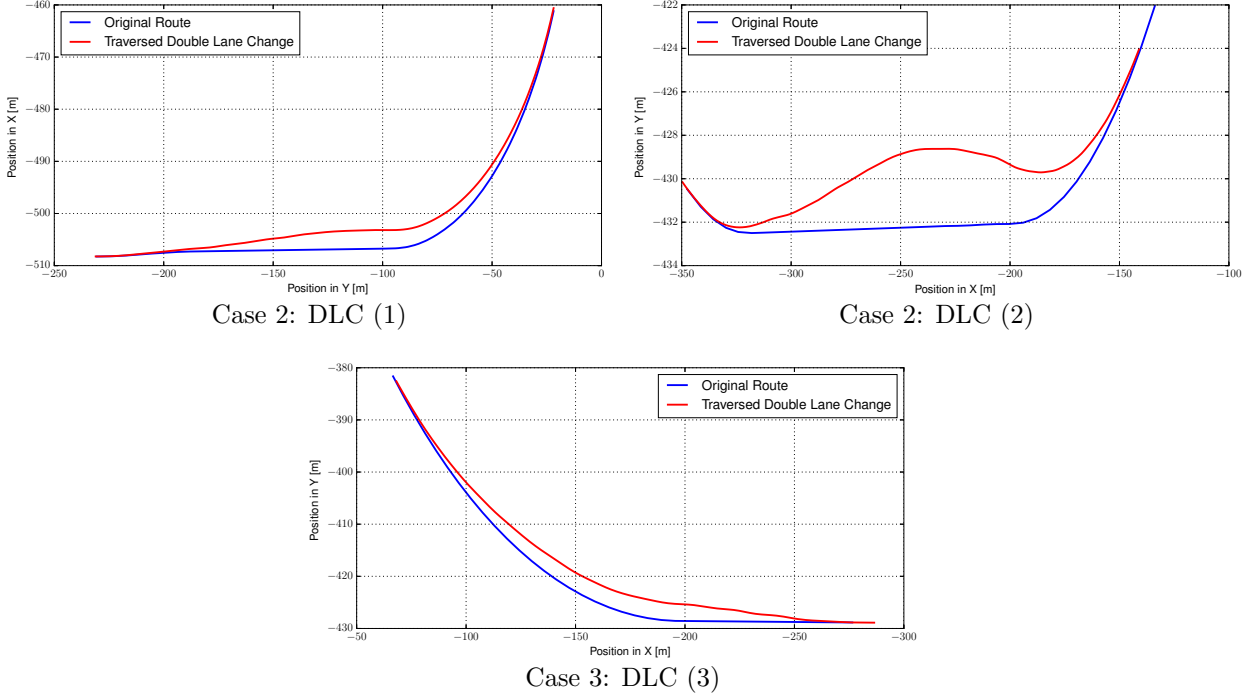 −460
−470
−480
−490
−500
−510
Position in X [m]
Original Route
Traversed Double Lane Change
−250
−200
−150
−100
−50
0
Position in Y [m]
Case 2: DLC (1)
−422
−424
−426
−428
−430
−432
−434
Position in Y [m]
Original Route
Traversed Double Lane Change
−350
−300
−250
−200
−150
−100
Position in X [m]
Case 2: DLC (2)
−380
−390
−400
−410
−420
−430
Position in Y [m]
Original Route
Traversed Double Lane Change
−50
−100
−150
−200
−250
−300
Position in X [m]
Case 3: DLC (3)